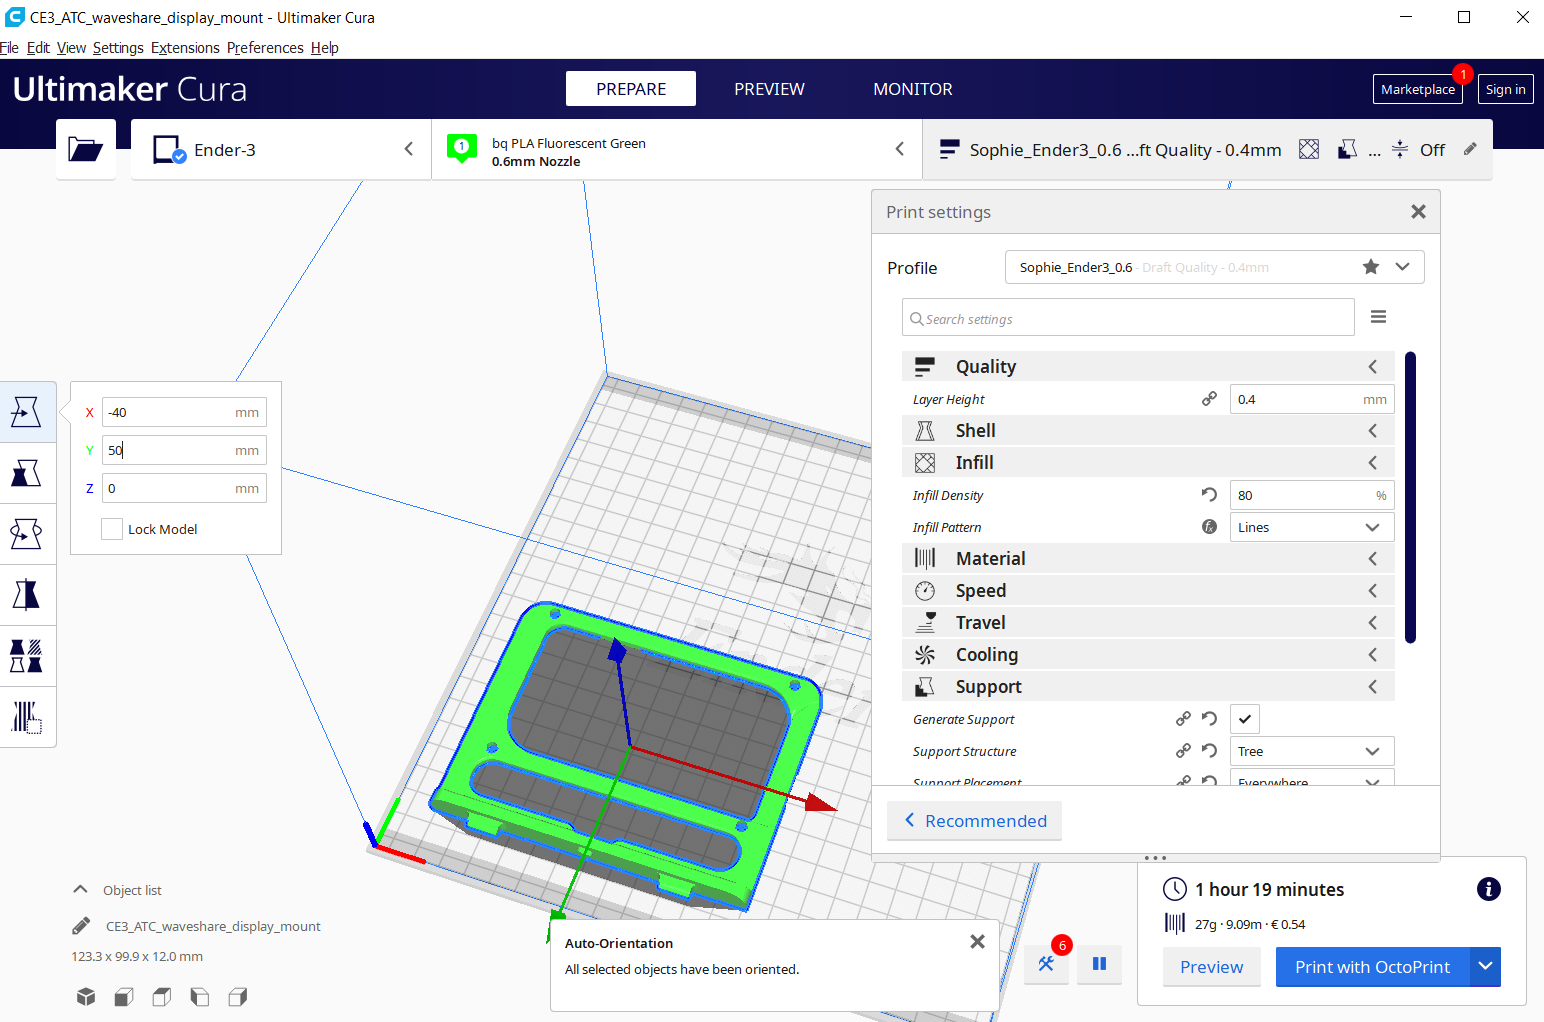 CE3_ATC_waveshare_display_mount - Ultimaker Cura
File Edit View Settings Extensions Preferences Help
Ultimaker Cura
PREPARE
PREVIEW
MONITOR
Marketplace
1
Sign in
Ender-3
1
bq PLA Fluorescent Green
0.6mm Nozzle
Sophie_Ender3_0.6 ...ft Quality - 0.4mm
...
Off
Print settings
Profile
Sophie_Ender3_0.6 - Draft Quality - 0.4mm
Search settings
Quality
Layer Height
0.4 mm
Shell
Infill
Infill Density
80 %
Infill Pattern
Lines
Material
Speed
Travel
Cooling
Support
Generate Support
Support Structure
Tree
Support Placement
Everywhere
Recommended
X -40 mm
Y 50 mm
Z 0 mm
Lock Model
Object list
CE3_ATC_waveshare_display_mount
123.3 x 99.9 x 12.0 mm
Auto-Orientation
All selected objects have been oriented.
6
1 hour 19 minutes
27g · 9.09m · € 0.54
Preview
Print with OctoPrint